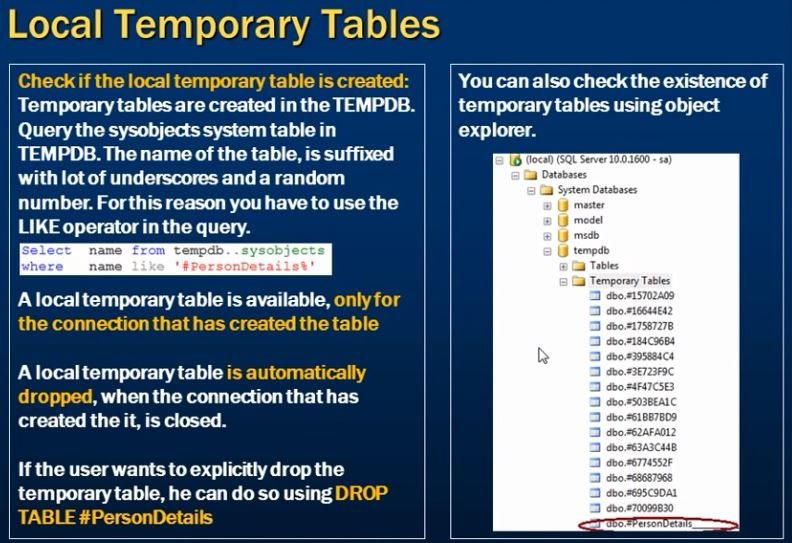 Local Temporary Tables
Check if the local temporary table is created:
Temporary tables are created in the TEMPDB.
Query the sysobjects system table in
TEMPDB. The name of the table, is suffixed
with lot of underscores and a random
number. For this reason you have to use the
LIKE operator in the query.
Select name from tempdb..sysobjects
where name like '#PersonDetails%'
A local temporary table is available, only for
the connection that has created the table
A local temporary table is automatically
dropped, when the connection that has
created the it, is closed.
If the user wants to explicitly drop the
temporary table, he can do so using DROP
TABLE #PersonDetails
You can also check the existence of
temporary tables using object
explorer.
(local) (SQL Server 10.0.1600 - sa)
Databases
System Databases
master
model
msdb
tempdb
Tables
Temporary Tables
dbo.#15702A09
dbo.#16644E42
dbo.#1758727B
dbo.#184C96B4
dbo.#395884C4
dbo.#3E723F9C
dbo.#4F47C5E3
dbo.#503BEA1C
dbo.#61BB7BD9
dbo.#62AFA012
dbo.#63A3C44B
dbo.#6774552F
dbo.#68687968
dbo.#695C9DA1
dbo.#70099B30
dbo.#PersonDetails______